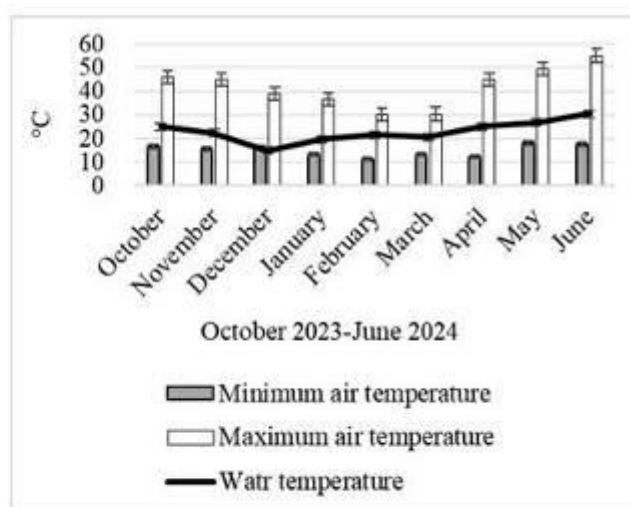 60
50
40
30
20
10
0
°C
October
November
December
January
February
March
April
May
June
October 2023-June 2024
Minimum air temperature
Maximum air temperature
Watr temperature